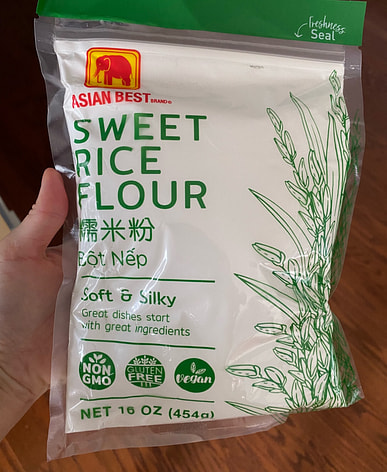 Freshness
Seal
ASIAN BEST BRAND®
SWEET
RICE
FLOUR
糯米粉
Bột Nếp
Soft & Silky
Great dishes start
with great ingredients
NON
GMO
GLUTEN
FREE
vegan
NET 16 OZ (454g)